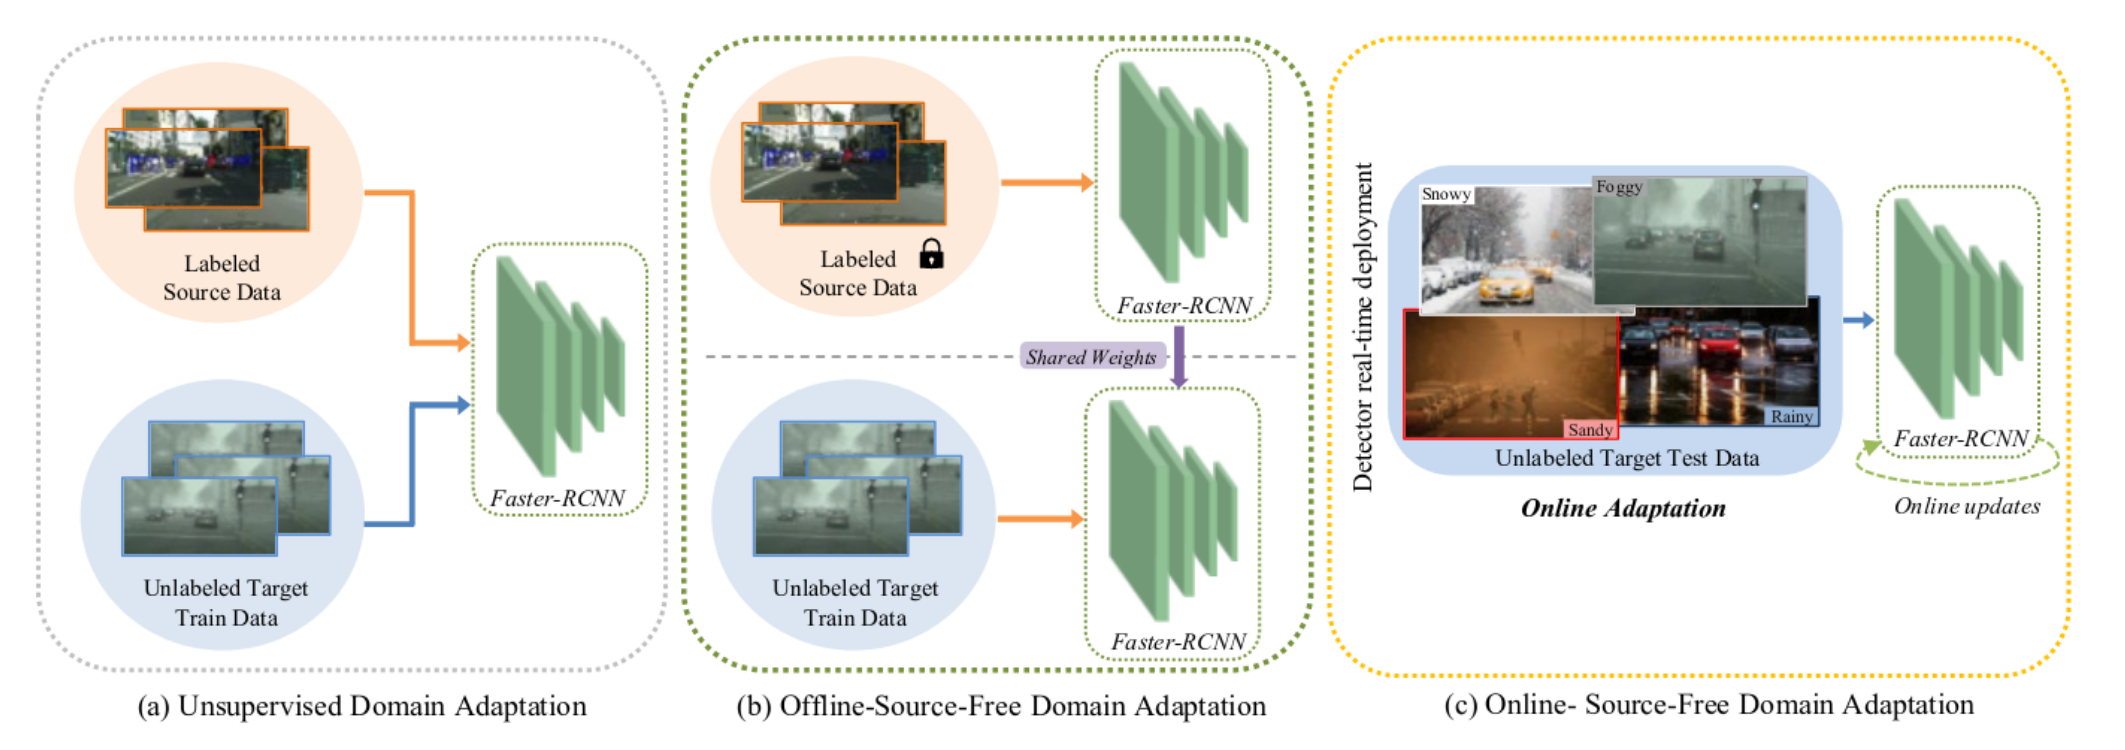 Labeled
Source Data
Unlabeled Target
Train Data
Faster-RCNN
(a) Unsupervised Domain Adaptation
Labeled
Source Data
Faster-RCNN
Shared Weights
Unlabeled Target
Train Data
Faster-RCNN
(b) Offline-Source-Free Domain Adaptation
Detector real-time deployment
Snowy
Foggy
Sandy
Rainy
Unlabeled Target Test Data
Online Adaptation
Faster-RCNN
Online updates
(c) Online- Source-Free Domain Adaptation